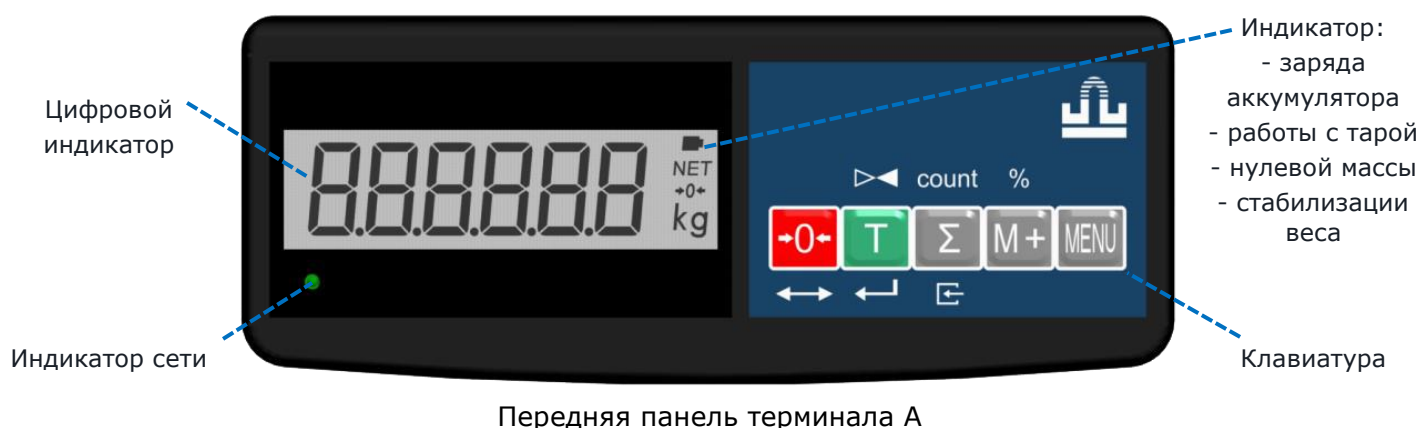 Цифровой
индикатор
Индикатор сети
888888
NET
→0←
kg
count %
→0← T Σ M+ MENU
Индикатор:
- заряда
аккумулятора
- работы с тарой
- нулевой массы
- стабилизации
веса
Клавиатура
Передняя панель терминала А